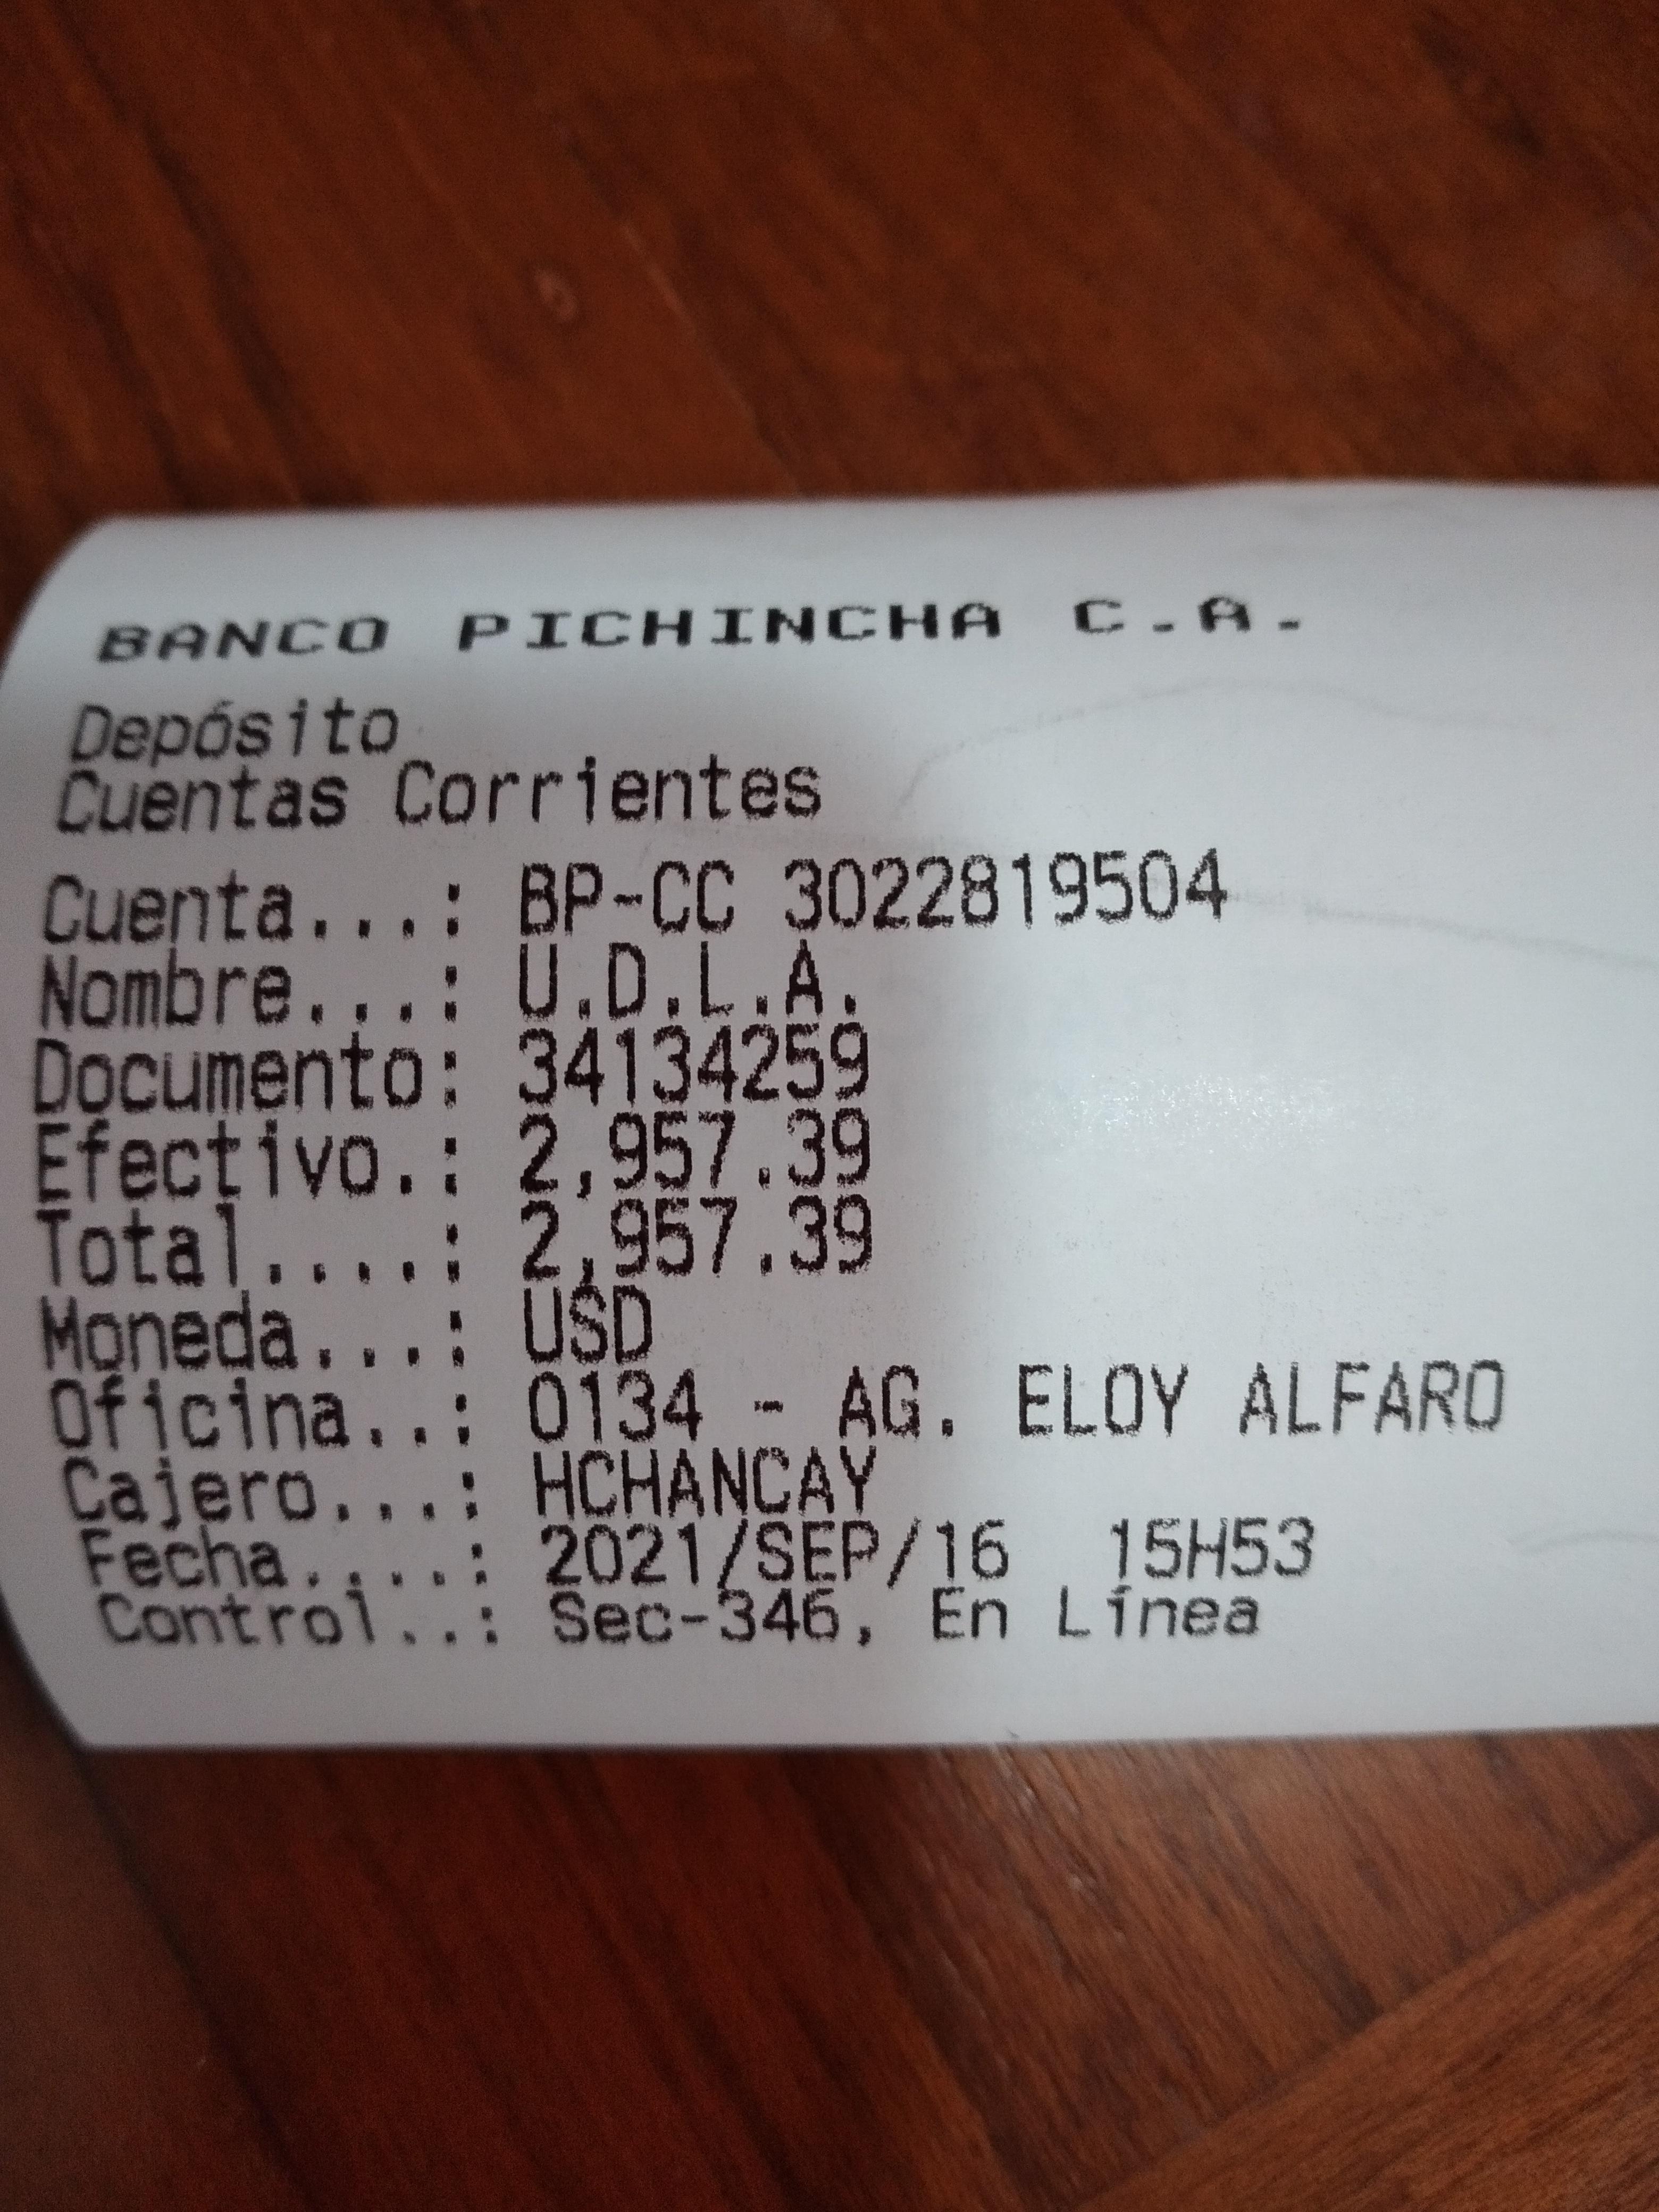 BANCO PICHINCHA C.A.
Depósito
Cuentas Corrientes
Cuenta...: BP-CC 3022819504
Nombre...: U.D.L.A.
Documento: 34134259
Efectivo.: 2,957.39
Total....: 2,957.39
Moneda...: USD
Oficina..: 0134 - AG. ELOY ALFARO
Cajero...: HCHANCAY
Fecha....: 2021/SEP/16  15H53
Control..: Sec-346, En Línea